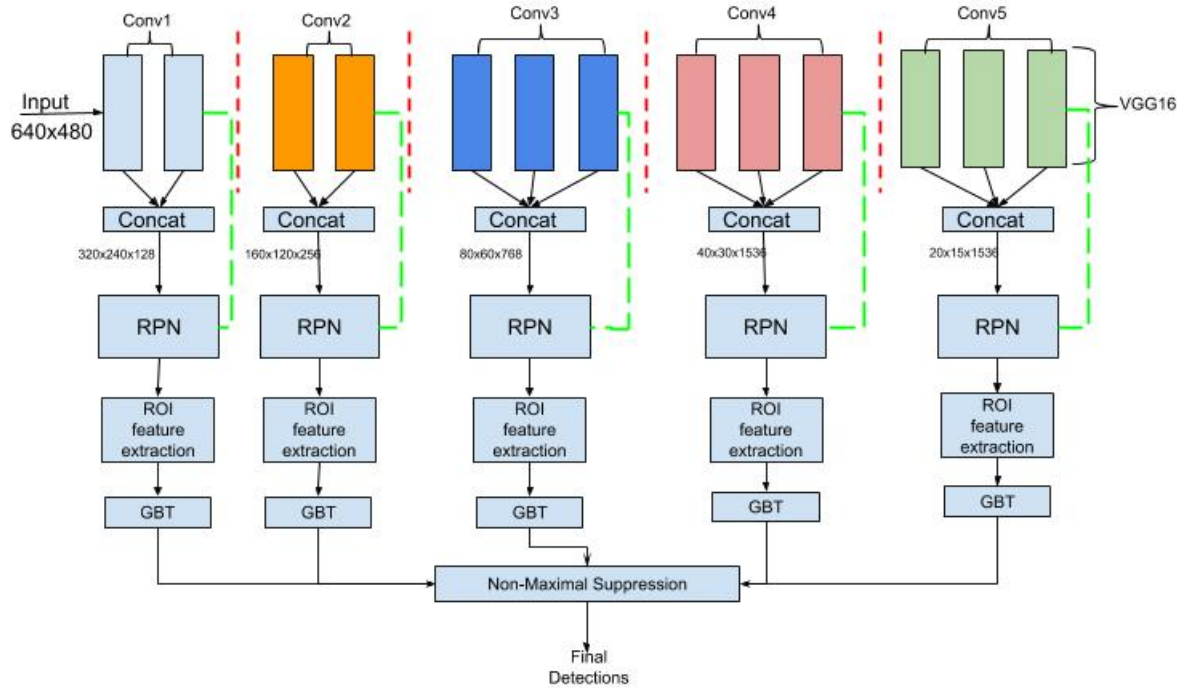 Conv1
Conv2
Conv3
Conv4
Conv5
Input
640x480
VGG16
Concat
Concat
Concat
Concat
Concat
320x240x128
160x120x256
80x60x768
40x30x1536
20x15x1536
RPN
RPN
RPN
RPN
RPN
ROI
feature
extraction
ROI
feature
extraction
ROI
feature
extraction
ROI
feature
extraction
ROI
feature
extraction
GBT
GBT
GBT
GBT
GBT
Non-Maximal Suppression
Final
Detections